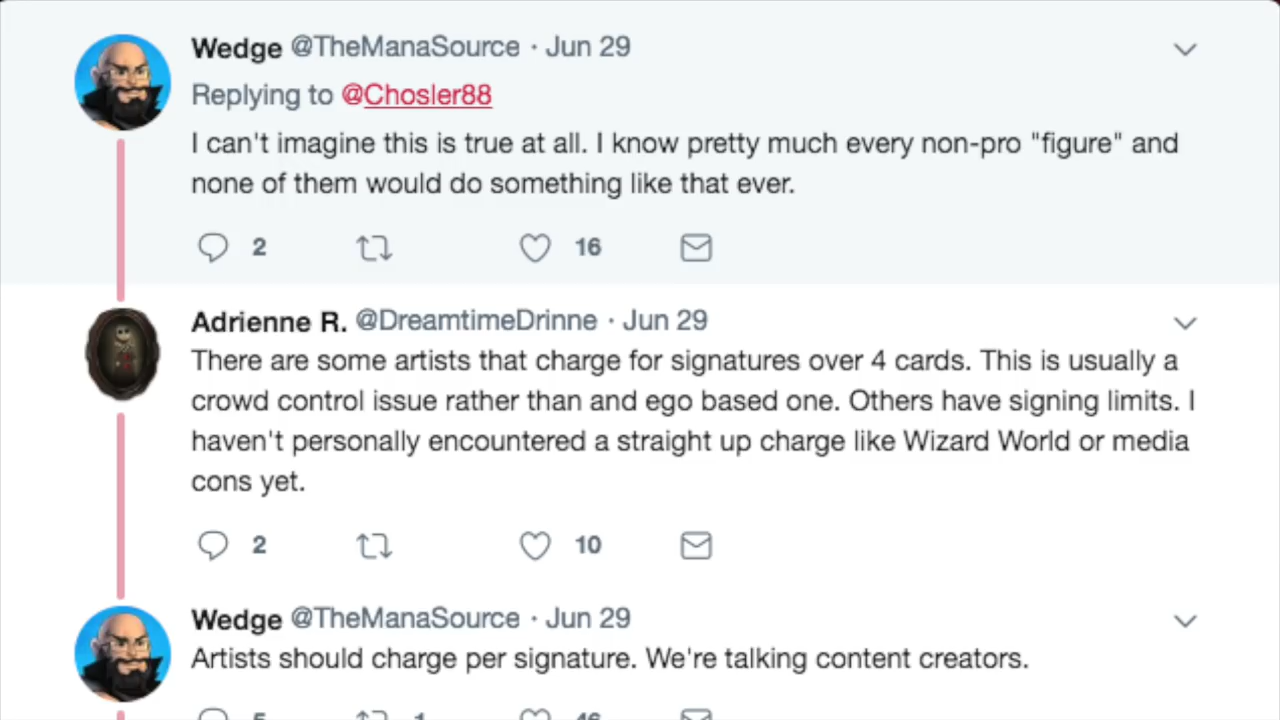 Wedge @TheManaSource · Jun 29
Replying to @Chosler88
I can't imagine this is true at all. I know pretty much every non-pro "figure" and
none of them would do something like that ever.
2 16
Adrienne R. @DreamtimeDrinne · Jun 29
There are some artists that charge for signatures over 4 cards. This is usually a
crowd control issue rather than and ego based one. Others have signing limits. I
haven't personally encountered a straight up charge like Wizard World or media
cons yet.
2 10
Wedge @TheManaSource · Jun 29
Artists should charge per signature. We're talking content creators.
5 1 46